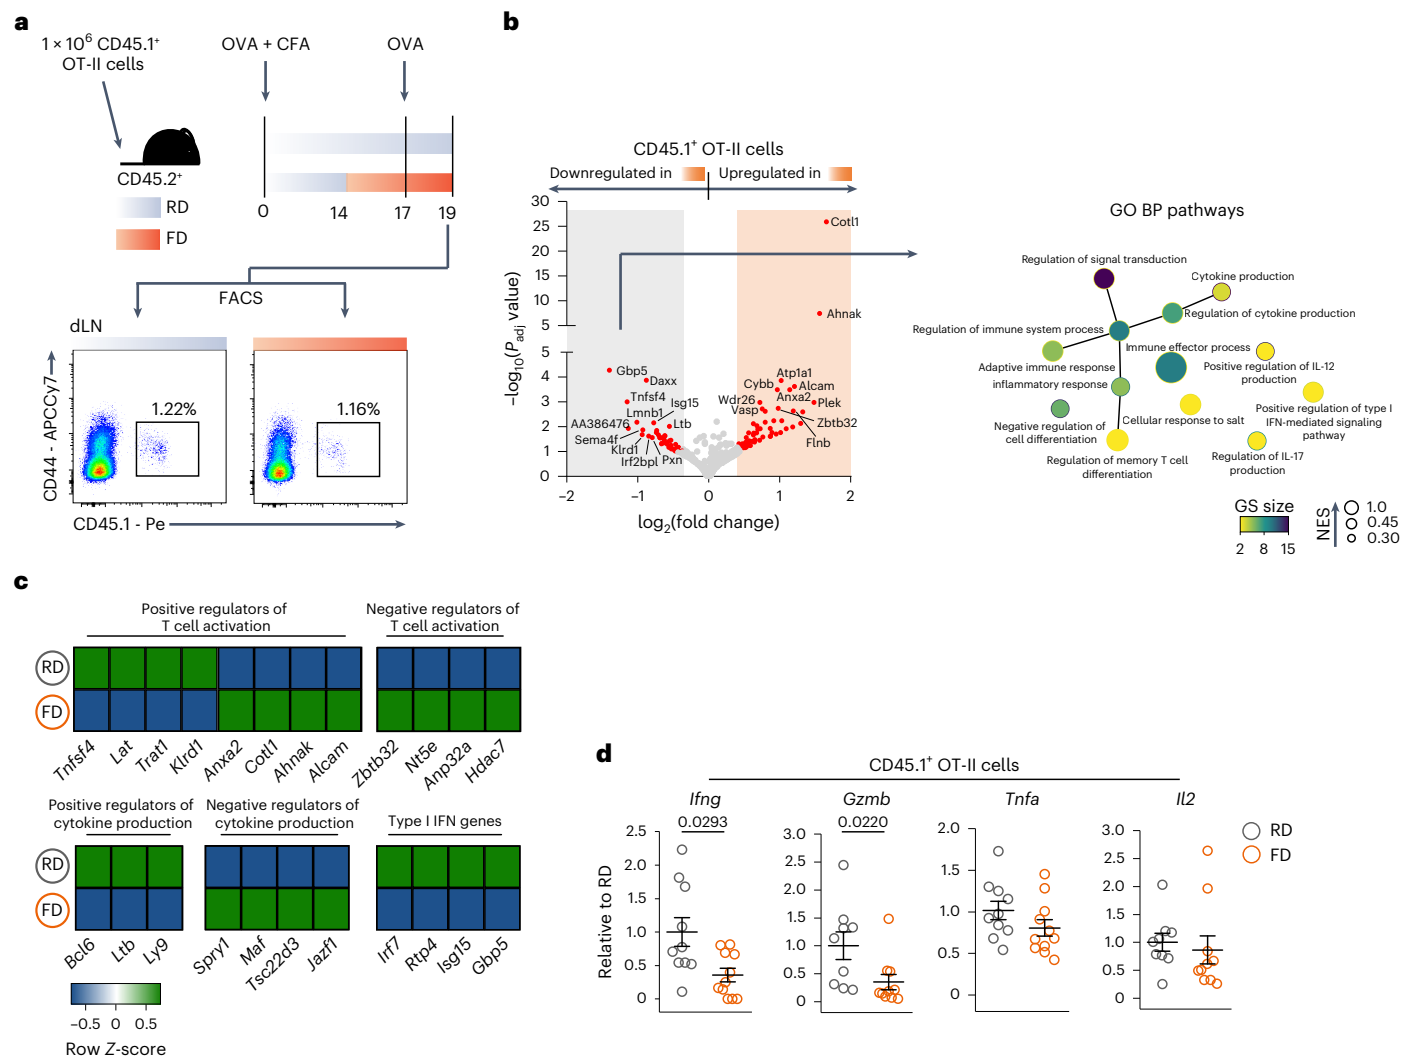 a
1 × 10⁶ CD45.1⁺
OT-II cells
OVA + CFA
OVA
CD45.2⁺
RD
FD
0
14
17
19
FACS
dLN
1.22%
1.16%
CD44 - APCCy7
CD45.1 - Pe
b
CD45.1⁺ OT-II cells
Downregulated in
Upregulated in
30
25
20
15
10
5
5
4
3
2
1
0
−log₁₀(Padj value)
Cotl1
Ahnak
Gbp5
Daxx
Tnfsf4
Isg15
Lmnb1
AA386476
Ltb
Sema4f
Klrd1
Irf2bpl
Pxn
Atp1a1
Cybb
Alcam
Anxa2
Wdr26
Plek
Vasp
Zbtb32
Flnb
−2
−1
0
1
2
log₂(fold change)
GO BP pathways
Regulation of signal transduction
Cytokine production
Regulation of cytokine production
Regulation of immune system process
Immune effector process
Adaptive immune response
Positive regulation of IL-12
production
inflammatory response
Positive regulation of type I
IFN-mediated signaling
pathway
Cellular response to salt
Negative regulation of
cell differentiation
Regulation of memory T cell
differentiation
Regulation of IL-17
production
GS size
2 8 15
NES
1.0
0.45
0.30
c
Positive regulators of
T cell activation
Negative regulators of
T cell activation
RD
FD
Tnfsf4
Lat
Trat1
Klrd1
Anxa2
Cotl1
Ahnak
Alcam
Zbtb32
Nt5e
Anp32a
Hdac7
Positive regulators of
cytokine production
Negative regulators of
cytokine production
Type I IFN genes
RD
FD
Bcl6
Ltb
Ly9
Spry1
Maf
Tsc22d3
Jazf1
Irf7
Rtp4
Isg15
Gbp5
−0.5 0 0.5
Row Z-score
d
CD45.1⁺ OT-II cells
Ifng
Gzmb
Tnfa
Il2
RD
FD
Relative to RD
0.0293
2.5
2.0
1.5
1.0
0.5
0
0.0220
3.0
2.0
1.5
1.0
0.5
0
2.0
1.5
1.0
0.5
0
3.0
2.5
2.0
1.5
1.0
0.5
0